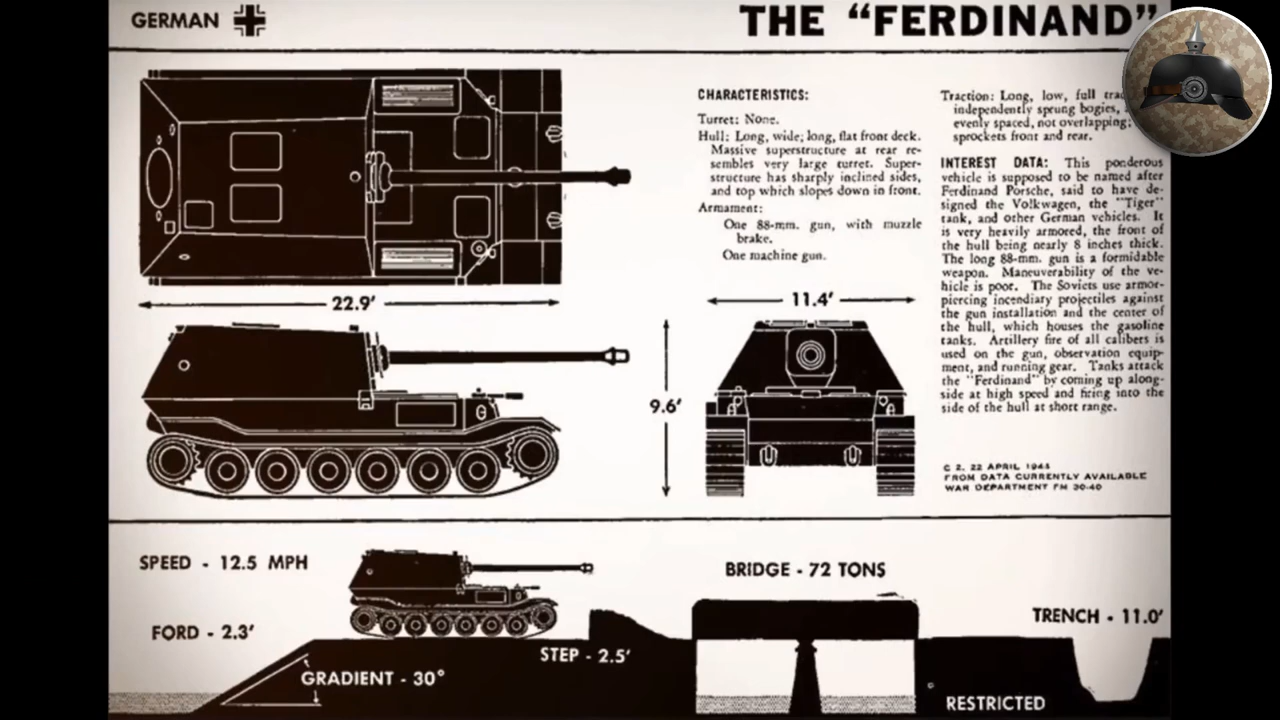 GERMAN
THE “FERDINAND”
CHARACTERISTICS:
Turret: None.
Hull: Long, wide; long, flat front deck.
Massive superstructure at rear re-
sembles very large turret. Super-
structure has sharply inclined sides,
and top which slopes down in front.
Armament:
One 88-mm. gun, with muzzle
brake.
One machine gun.
Traction: Long, low, full
independently sprung bogies,
evenly spaced, not overlapping;
sprockets front and rear.
INTEREST DATA: This ponderous
vehicle is supposed to be named after
Ferdinand Porsche, said to have de-
signed the Volkwagen, the "Tiger"
tank, and other German vehicles. It
is very heavily armored, the front of
the hull being nearly 8 inches thick.
The long 88-mm. gun is a formidable
weapon. Maneuverability of the ve-
hicle is poor. The Soviets use armor-
piercing incendiary projectiles against
the gun installation and the center of
the hull, which houses the gasoline
tanks. Artillery fire of all calibers is
used on the gun, observation equip-
ment, and running gear. Tanks attack
the "Ferdinand" by coming up along-
side at high speed and firing into the
side of the hull at short range.
22.9′
11.4′
9.6′
C 2, 22 APRIL 1944
FROM DATA CURRENTLY AVAILABLE
WAR DEPARTMENT FM 30-40
SPEED - 12.5 MPH
FORD - 2.3′
GRADIENT - 30°
STEP - 2.5′
BRIDGE - 72 TONS
TRENCH - 11.0′
RESTRICTED